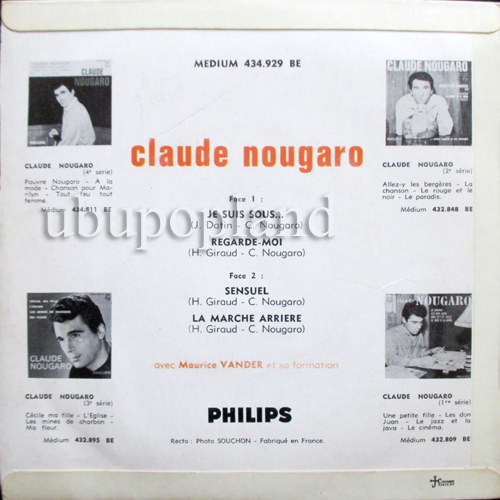 MEDIUM 434.929 BE
CLAUDE
NOUGARO
CLAUDE NOUGARO
(4e série)
Pauvre Nougaro - A la
mode - Chanson pour Ma-
rilyn - Tout feu tout
femme.
Médium 434.811 BE
CLAUDE NOUGARO
CLAUDE NOUGARO
(2e série)
Allez-y les bergères - La
chanson - Le rouge et le
noir - Le paradis.
Médium 432.848 BE
claude nougaro
Face 1 :
JE SUIS SOUS...
(J. Datin - C. Nougaro)
REGARDE-MOI
(H. Giraud - C. Nougaro)
Face 2 :
SENSUEL
(H. Giraud - C. Nougaro)
LA MARCHE ARRIERE
(H. Giraud - C. Nougaro)
ubupopland
avec Maurice VANDER et sa formation
CLAUDE
NOUGARO
CLAUDE NOUGARO
(3e série)
Cécile ma fille - L'Eglise -
Les mines de charbon -
Ma fleur.
Médium 432.895 BE
NOUGARO
CLAUDE NOUGARO
(1re série)
Une petite fille - Les don
Juan - Le jazz et la
java - Le cinéma.
Médium 432.809 BE
PHILIPS
Recto : Photo SOUCHON - Fabriqué en France.